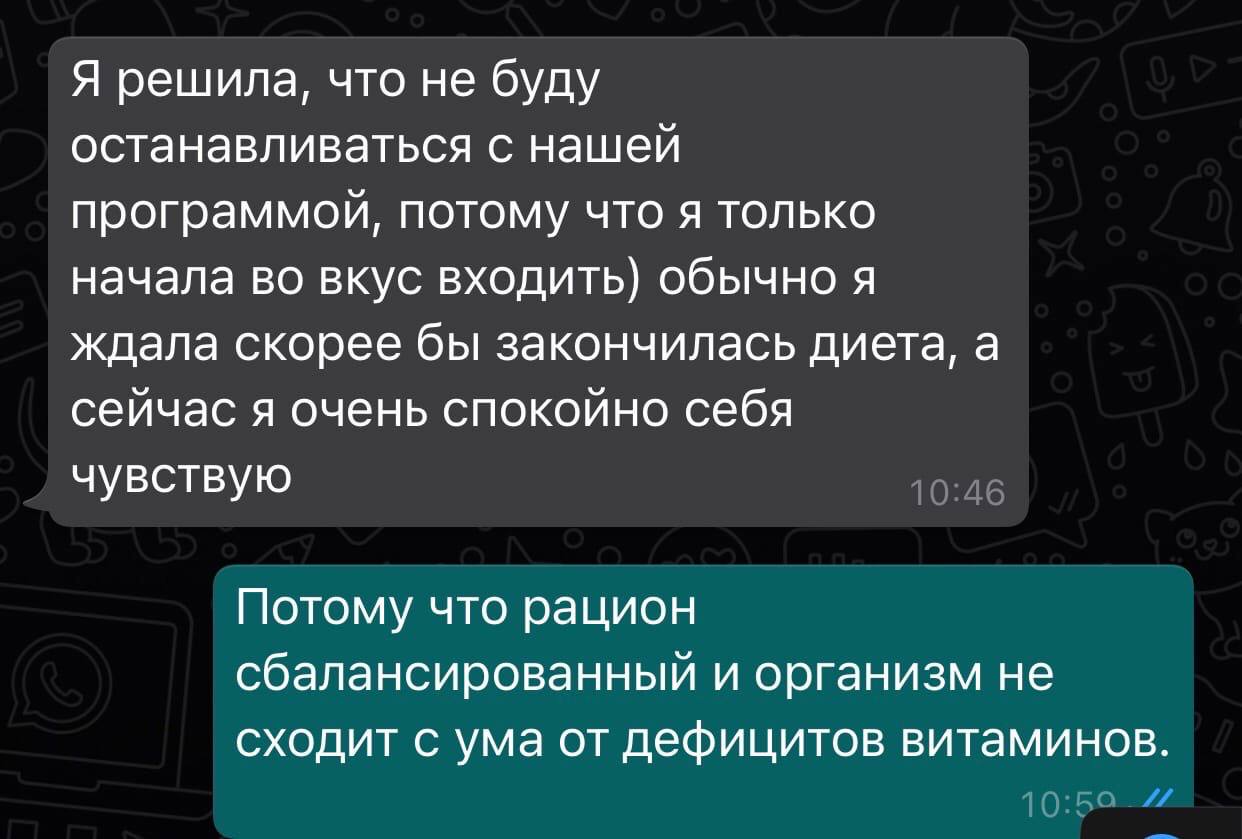 Я решила, что не буду
останавливаться с нашей
программой, потому что я только
начала во вкус входить) обычно я
ждала скорее бы закончилась диета, а
сейчас я очень спокойно себя
чувствую
10:46
Потому что рацион
сбалансированный и организм не
сходит с ума от дефицитов витаминов.
10:59